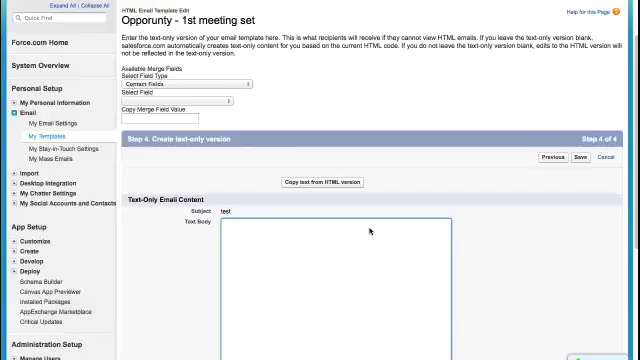 Expand All | Collapse All
Quick Find
Force.com Home
System Overview
Personal Setup
My Personal Information
Email
My Email Settings
My Templates
My Stay-in-Touch Settings
My Mass Emails
Import
Desktop Integration
My Chatter Settings
My Social Accounts and Contacts
App Setup
Customize
Create
Develop
Deploy
Schema Builder
Canvas App Previewer
Installed Packages
AppExchange Marketplace
Critical Updates
Administration Setup
Manage Users
HTML Email Template Edit
Opporunty - 1st meeting set
Help for this Page
Enter the text-only version of your email template here. This is what recipients will receive if they cannot view HTML emails. If you leave the text-only version blank,
salesforce.com automatically creates text-only content for you based on the current HTML code. If you do not leave the text-only version blank, edits to the HTML version will
not be reflected in the text-only version.
Available Merge Fields
Select Field Type
Contact Fields
Select Field
Copy Merge Field Value
Step 4. Create text-only version
Step 4 of 4
Previous
Save
Cancel
Copy text from HTML version
Text-Only Email Content
Subject
test
Text Body